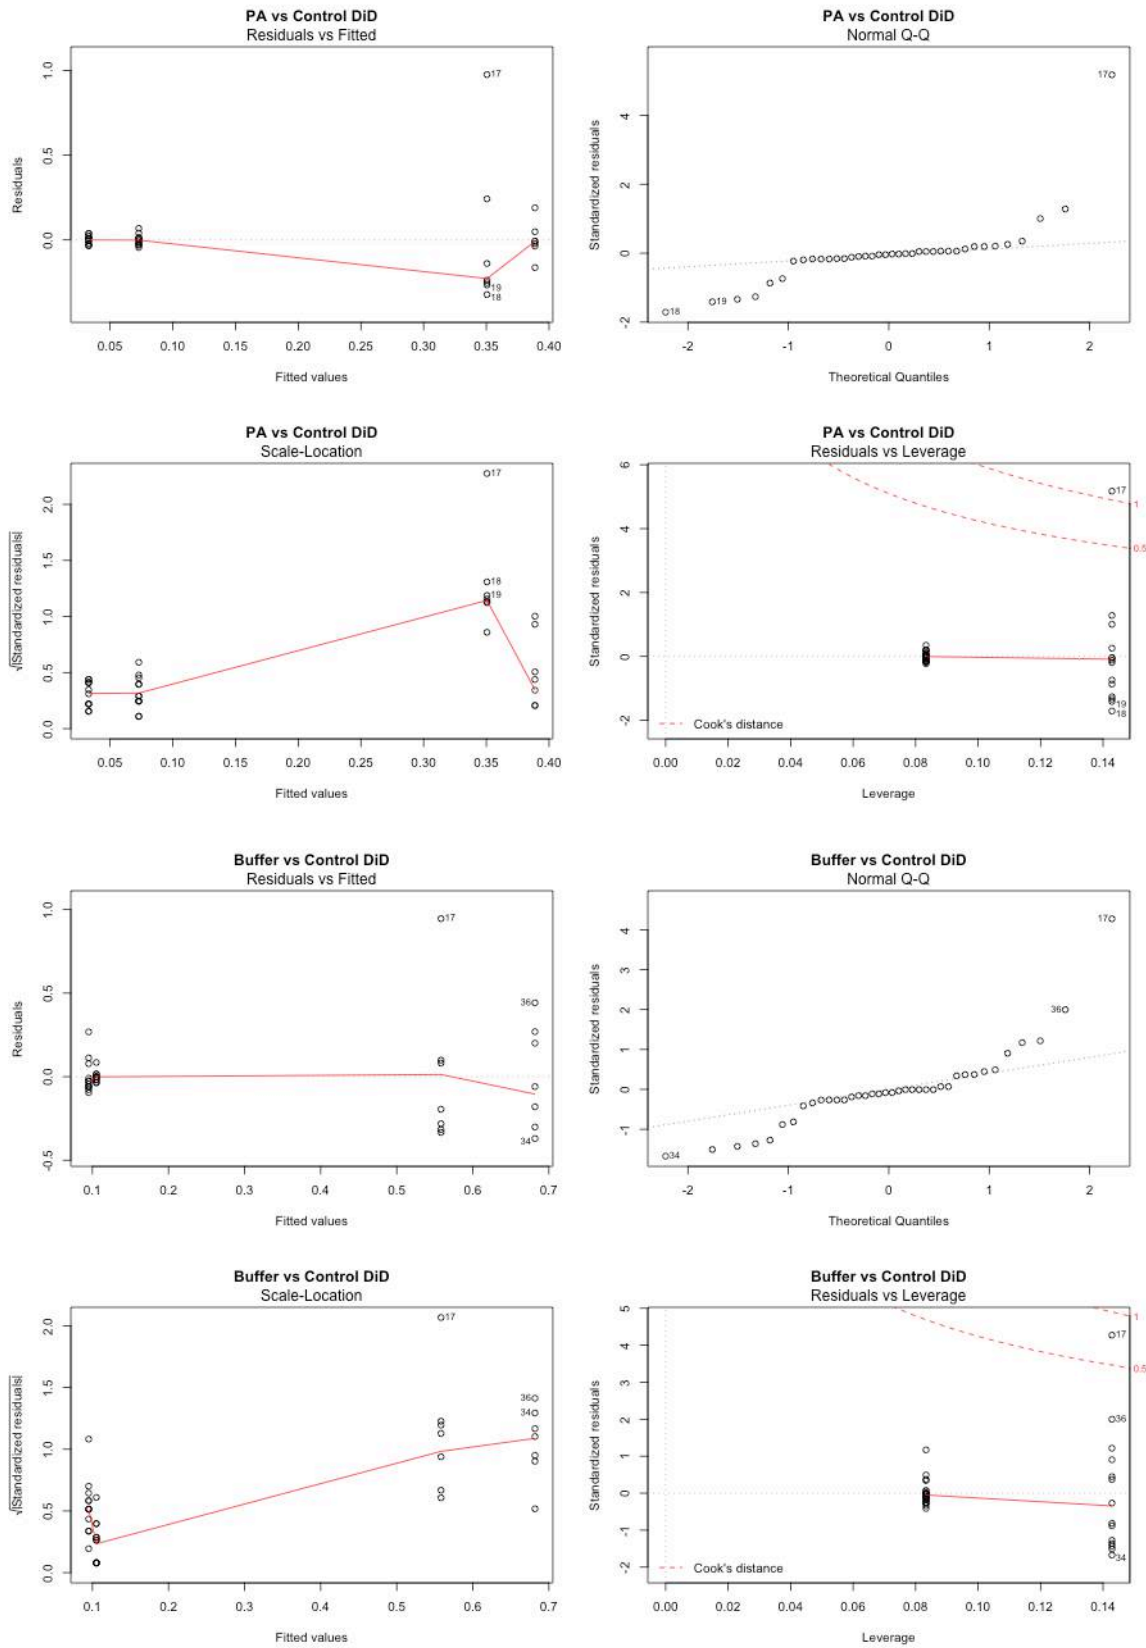 PA vs Control DiD
Residuals vs Fitted
Residuals
1.0
0.5
0.0
17
19
18
0.05 0.10 0.15 0.20 0.25 0.30 0.35 0.40
Fitted values
PA vs Control DiD
Normal Q-Q
Standardized residuals
4
2
0
-2
17
18
19
-2 -1 0 1 2
Theoretical Quantiles
PA vs Control DiD
Scale-Location
√|Standardized residuals|
2.0
1.5
1.0
0.5
0.0
17
18
19
0.05 0.10 0.15 0.20 0.25 0.30 0.35 0.40
Fitted values
PA vs Control DiD
Residuals vs Leverage
Standardized residuals
6
4
2
0
-2
17
1
0.5
19
18
Cook's distance
0.00 0.02 0.04 0.06 0.08 0.10 0.12 0.14
Leverage
Buffer vs Control DiD
Residuals vs Fitted
Residuals
1.0
0.5
0.0
-0.5
17
36
34
0.1 0.2 0.3 0.4 0.5 0.6 0.7
Fitted values
Buffer vs Control DiD
Normal Q-Q
Standardized residuals
4
3
2
1
0
-1
17
36
34
-2 -1 0 1 2
Theoretical Quantiles
Buffer vs Control DiD
Scale-Location
√|Standardized residuals|
2.0
1.5
1.0
0.5
0.0
17
36
34
0.1 0.2 0.3 0.4 0.5 0.6 0.7
Fitted values
Buffer vs Control DiD
Residuals vs Leverage
Standardized residuals
5
4
3
2
1
0
-1
-2
1
17
0.5
36
34
Cook's distance
0.00 0.02 0.04 0.06 0.08 0.10 0.12 0.14
Leverage